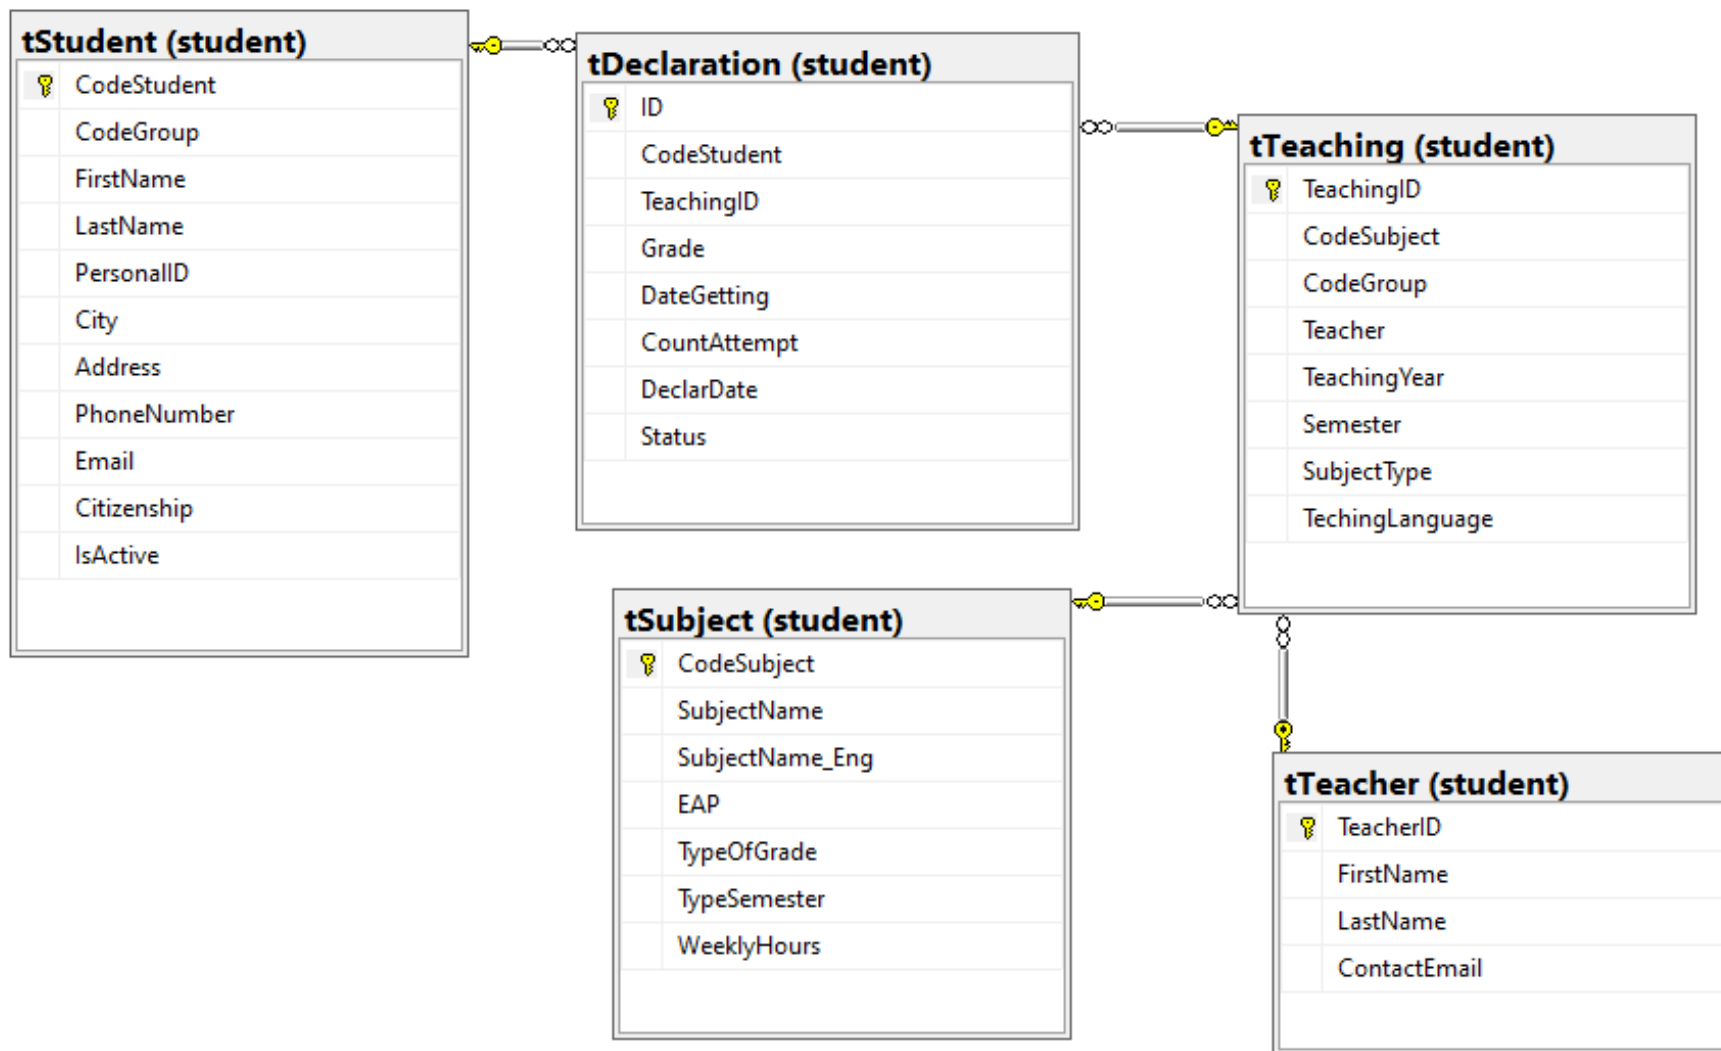 tStudent (student)
CodeStudent
CodeGroup
FirstName
LastName
PersonalID
City
Address
PhoneNumber
Email
Citizenship
IsActive
tDeclaration (student)
ID
CodeStudent
TeachingID
Grade
DateGetting
CountAttempt
DeclarDate
Status
tTeaching (student)
TeachingID
CodeSubject
CodeGroup
Teacher
TeachingYear
Semester
SubjectType
TechingLanguage
tSubject (student)
CodeSubject
SubjectName
SubjectName_Eng
EAP
TypeOfGrade
TypeSemester
WeeklyHours
tTeacher (student)
TeacherID
FirstName
LastName
ContactEmail